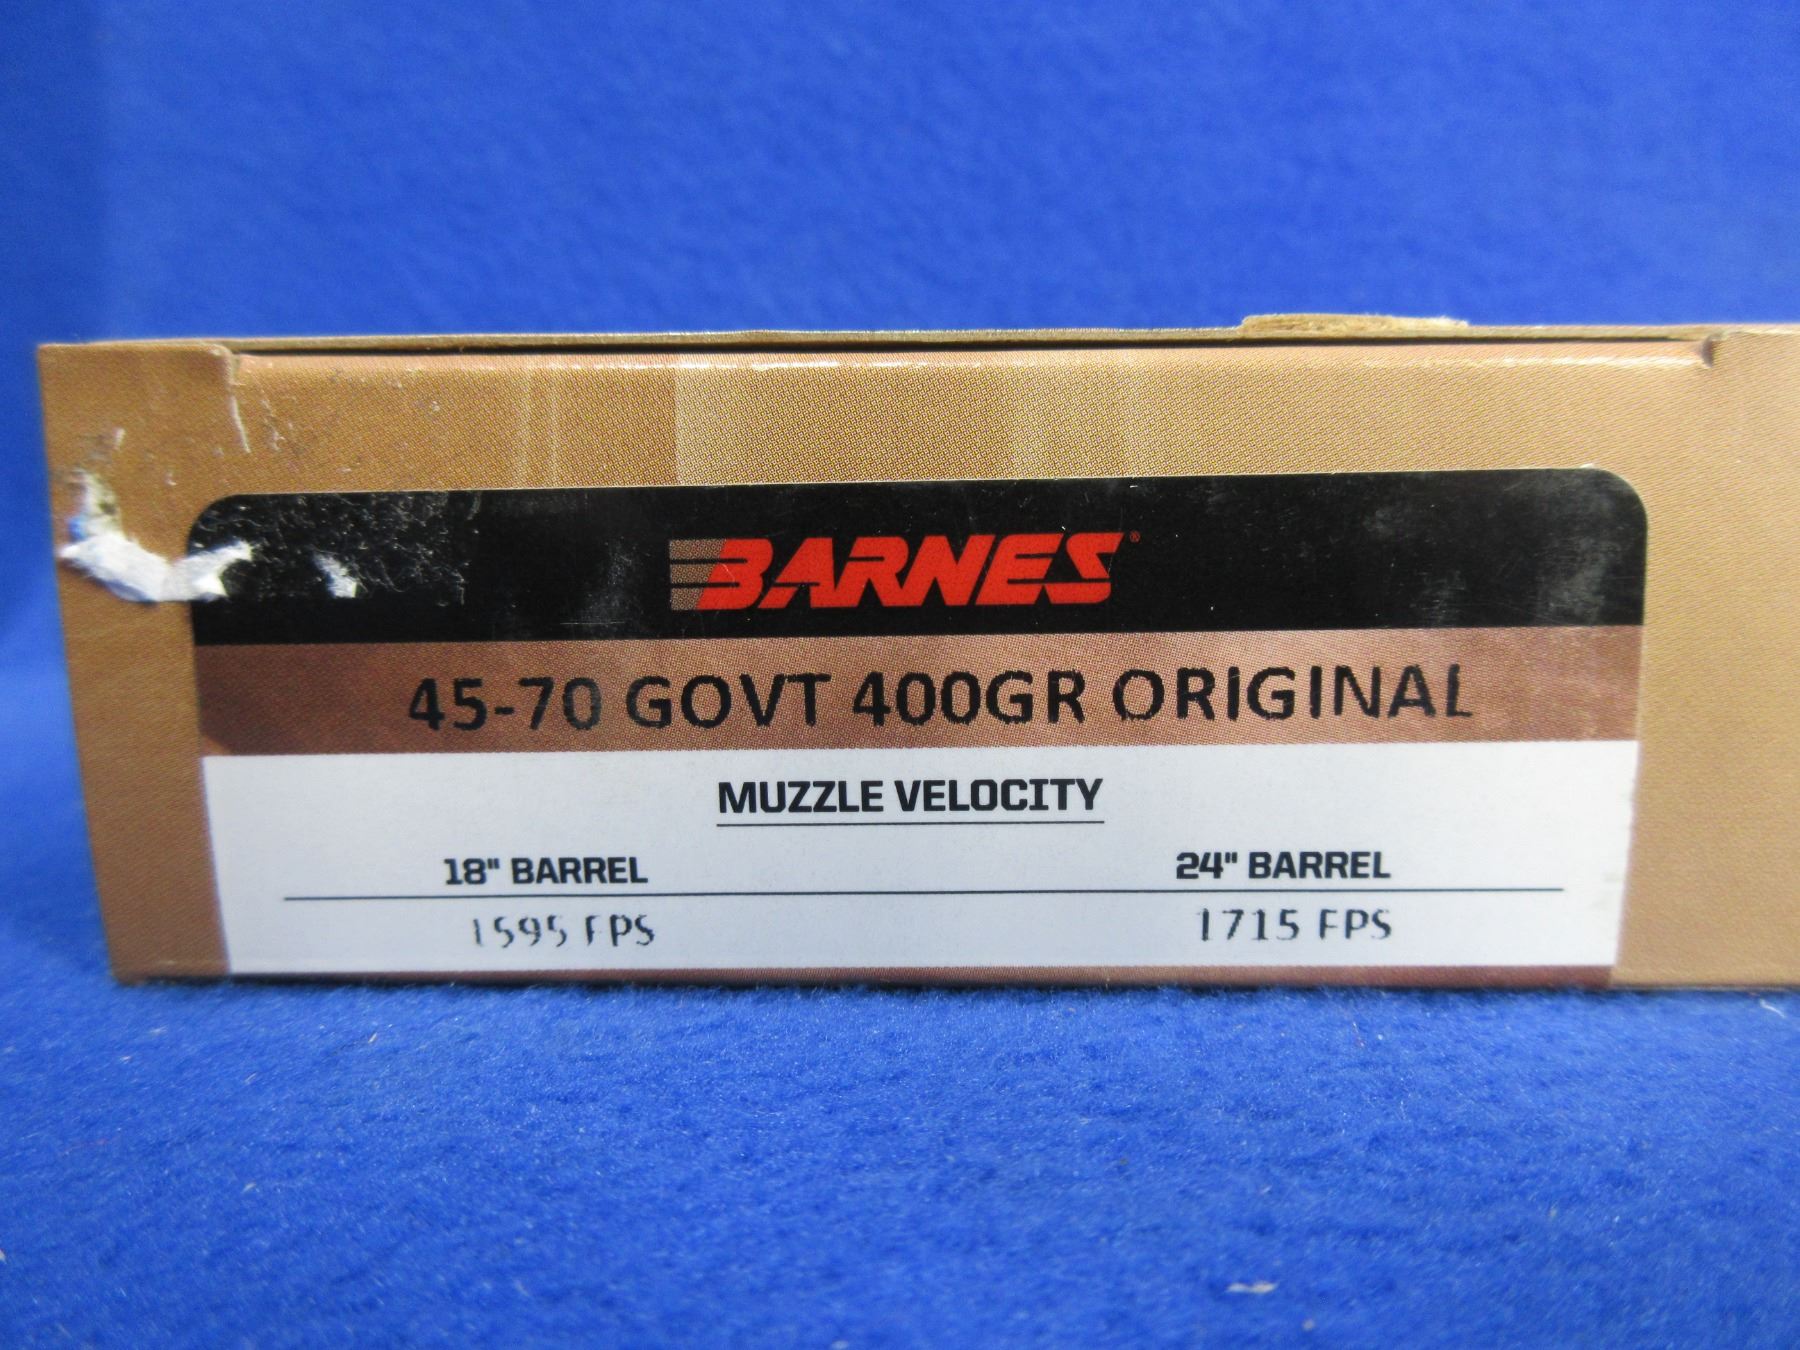 BARNES®
45-70 GOVT 400GR ORIGINAL
MUZZLE VELOCITY
18" BARREL 24" BARREL
1595 FPS 1715 FPS